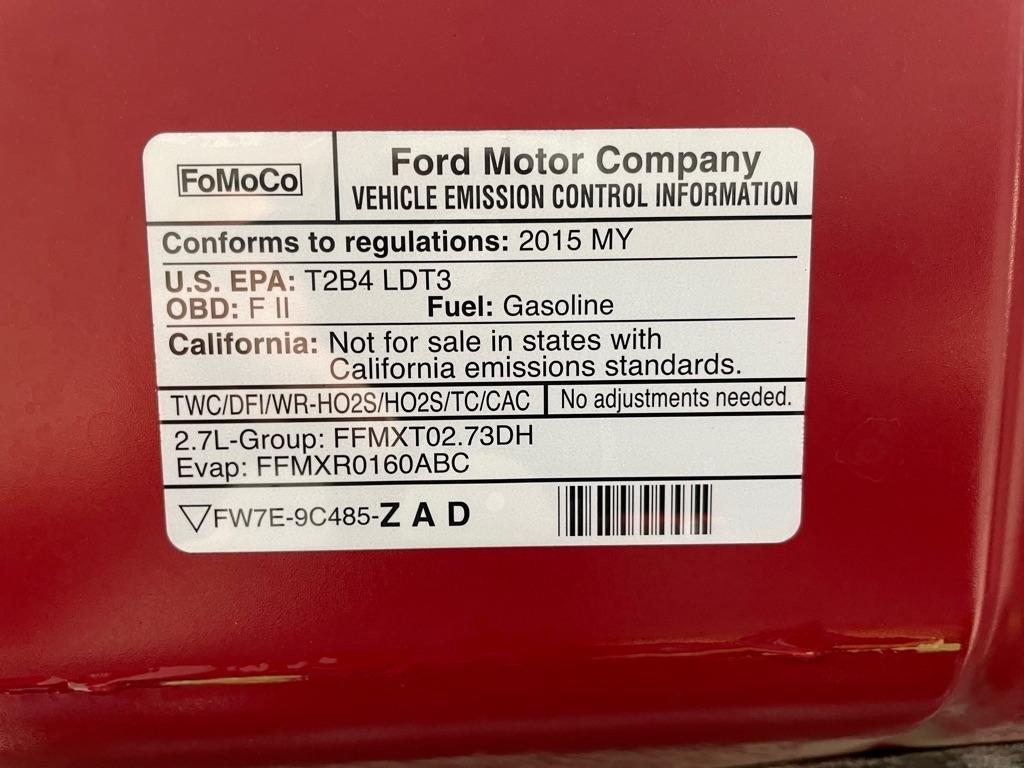 FoMoCo
Ford Motor Company
VEHICLE EMISSION CONTROL INFORMATION
Conforms to regulations: 2015 MY
U.S. EPA: T2B4 LDT3
OBD: F II Fuel: Gasoline
California: Not for sale in states with
California emissions standards.
TWC/DFI/WR-HO2S/HO2S/TC/CAC No adjustments needed.
2.7L-Group: FFMXT02.73DH
Evap: FFMXR0160ABC
FW7E-9C485-Z A D